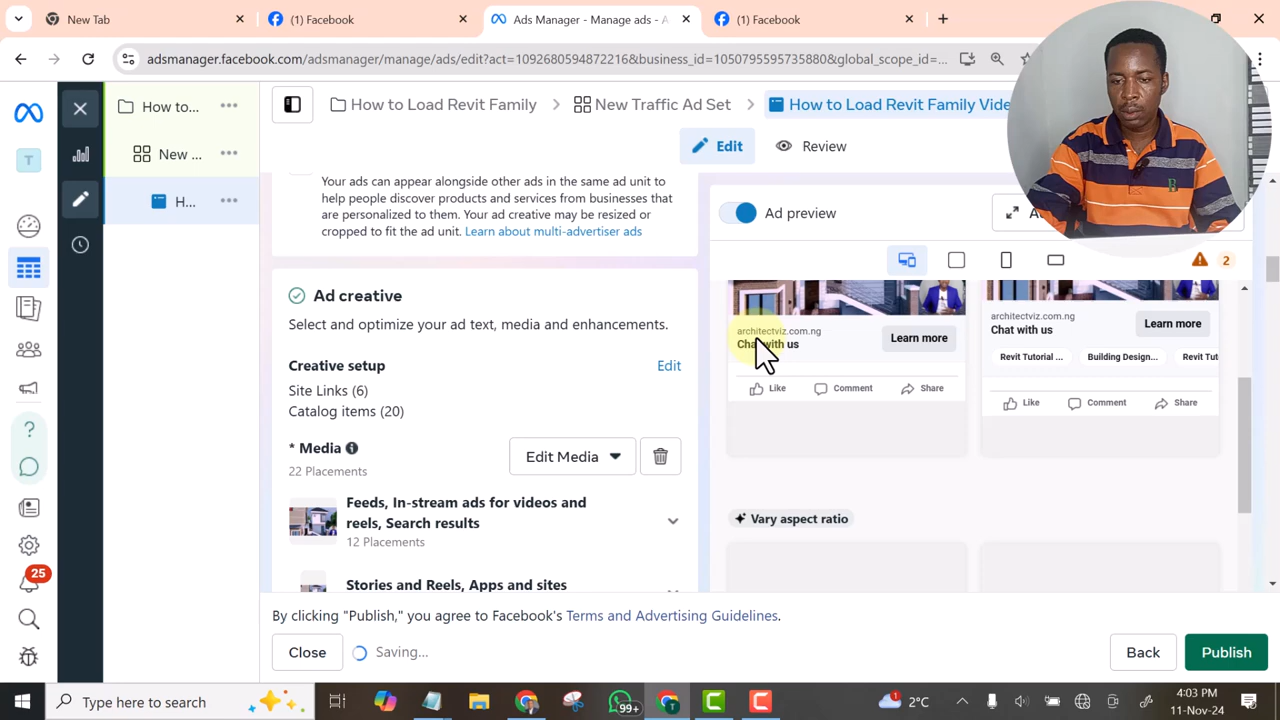 New Tab
(1) Facebook
Ads Manager - Manage ads - A
(1) Facebook
adsmanager.facebook.com/adsmanager/manage/ads/edit?act=1092680594872216&business_id=1050795595735880&global_scope_id=...
How to...
New ...
H...
How to Load Revit Family
New Traffic Ad Set
How to Load Revit Family Vide
Edit
Review
Your ads can appear alongside other ads in the same ad unit to
help people discover products and services from businesses that
are personalized to them. Your ad creative may be resized or
cropped to fit the ad unit. Learn about multi-advertiser ads
Ad creative
Select and optimize your ad text, media and enhancements.
Creative setup
Edit
Site Links (6)
Catalog items (20)
* Media
22 Placements
Edit Media
Feeds, In-stream ads for videos and
reels, Search results
12 Placements
Stories and Reels, Apps and sites
Ad preview
2
architectviz.com.ng
Chat with us
Learn more
Like
Comment
Share
architectviz.com.ng
Chat with us
Learn more
Revit Tutorial ...
Building Design...
Revit Tut
Like
Comment
Share
Vary aspect ratio
By clicking "Publish," you agree to Facebook's Terms and Advertising Guidelines.
Close
Saving...
Back
Publish
T
25
Type here to search
99+
T
1
2°C
4:03 PM
11-Nov-24